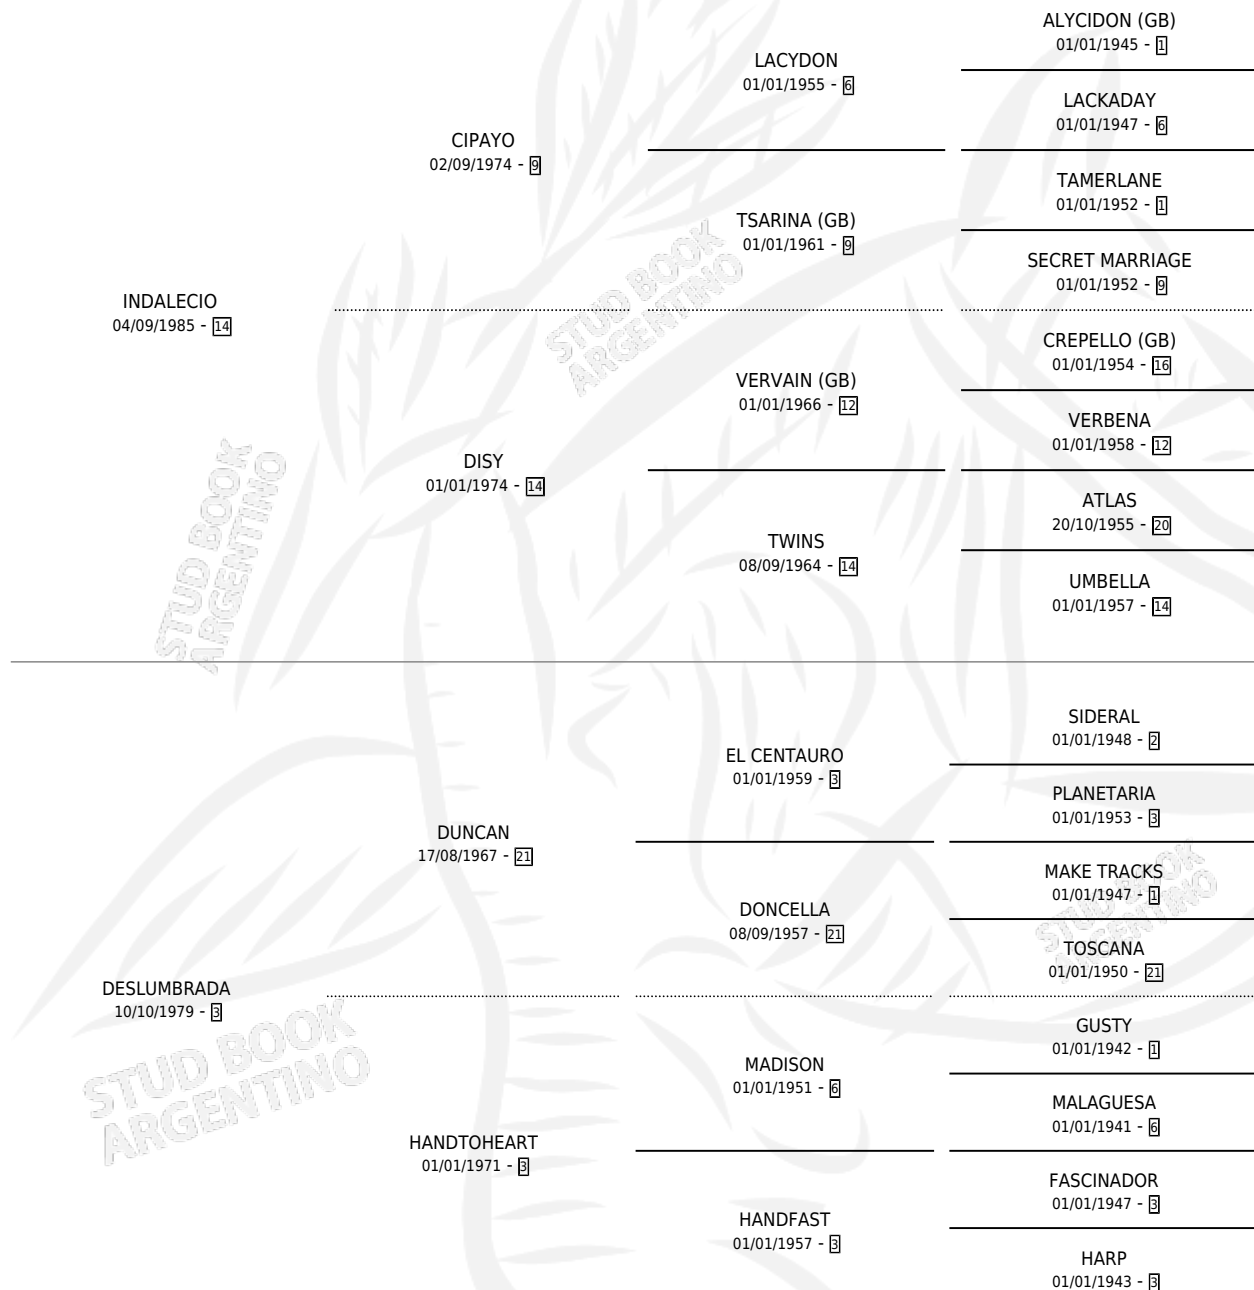 ALYCIDON (GB)
01/01/1945 - 1
LACYDON
01/01/1955 - 6
LACKADAY
01/01/1947 - 6
CIPAYO
02/09/1974 - 9
TAMERLANE
01/01/1952 - 1
TSARINA (GB)
01/01/1961 - 9
SECRET MARRIAGE
01/01/1952 - 9
INDALECIO
04/09/1985 - 14
STUD BOOK
ARGENTINO
CREPELLO (GB)
01/01/1954 - 16
VERVAIN (GB)
01/01/1966 - 12
VERBENA
01/01/1958 - 12
DISY
01/01/1974 - 14
ATLAS
20/10/1955 - 20
TWINS
08/09/1964 - 14
UMBELLA
01/01/1957 - 14
STUD BOOK
ARGENTINO
SIDERAL
01/01/1948 - 2
EL CENTAURO
01/01/1959 - 3
PLANETARIA
01/01/1953 - 3
DUNCAN
17/08/1967 - 21
MAKE TRACKS
01/01/1947 - 1
DONCELLA
08/09/1957 - 21
STUD BOOK
ARGENTINO
TOSCANA
01/01/1950 - 21
DESLUMBRADA
10/10/1979 - 3
STUD BOOK
ARGENTINO
GUSTY
01/01/1942 - 1
MADISON
01/01/1951 - 6
MALAGUESA
01/01/1941 - 6
HANDTOHEART
01/01/1971 - 3
FASCINADOR
01/01/1947 - 3
HANDFAST
01/01/1957 - 3
HARP
01/01/1943 - 3